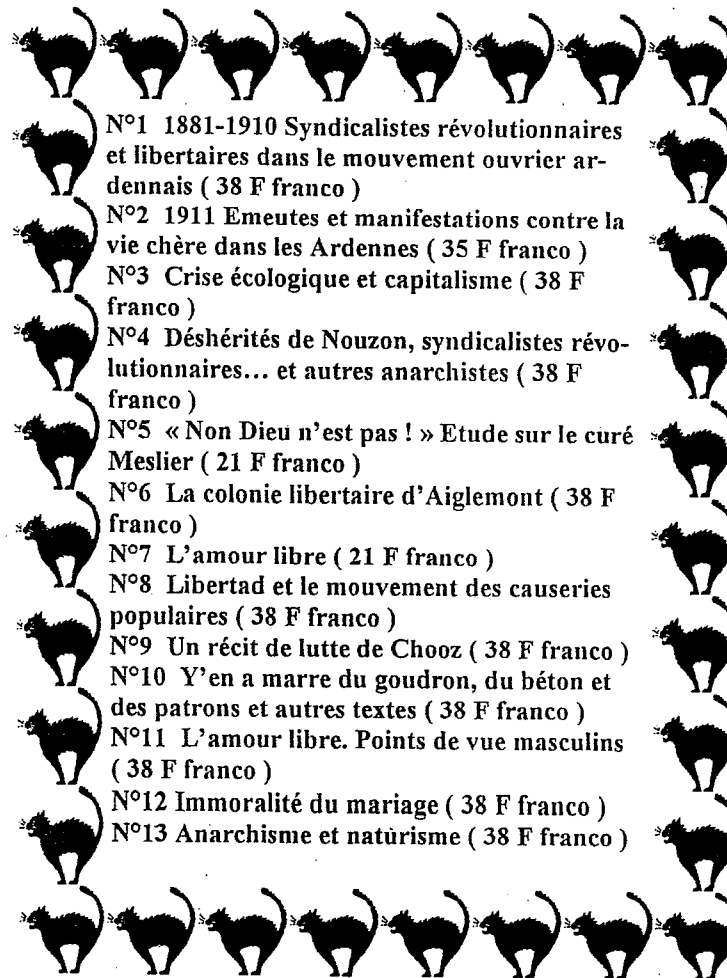 N°1 1881-1910 Syndicalistes révolutionnaires
et libertaires dans le mouvement ouvrier ar-
dennais ( 38 F franco )
N°2 1911 Emeutes et manifestations contre la
vie chère dans les Ardennes ( 35 F franco )
N°3 Crise écologique et capitalisme ( 38 F
franco )
N°4 Déshérités de Nouzon, syndicalistes révo-
lutionnaires... et autres anarchistes ( 38 F
franco )
N°5 « Non Dieu n'est pas ! » Etude sur le curé
Meslier ( 21 F franco )
N°6 La colonie libertaire d'Aiglemont ( 38 F
franco )
N°7 L'amour libre ( 21 F franco )
N°8 Libertad et le mouvement des causeries
populaires ( 38 F franco )
N°9 Un récit de lutte de Chooz ( 38 F franco )
N°10 Y'en a marre du goudron, du béton et
des patrons et autres textes ( 38 F franco )
N°11 L'amour libre. Points de vue masculins
( 38 F franco )
N°12 Immoralité du mariage ( 38 F franco )
N°13 Anarchisme et naturisme ( 38 F franco )